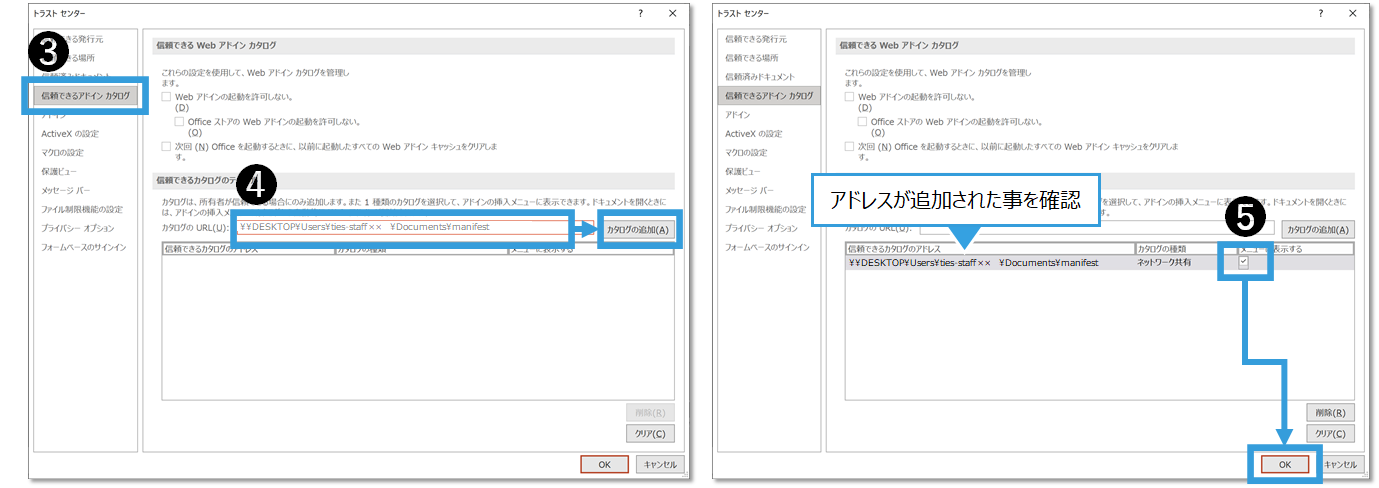 トラスト センター
? ×
❸
きる発行元
きる場所
信頼済みドキュメント
信頼できるアドイン カタログ
アドイン
ActiveX の設定
マクロの設定
保護ビュー
メッセージ バー
ファイル制限機能の設定
プライバシー オプション
フォームベースのサインイン
信頼できる Web アドイン カタログ
これらの設定を使用して、Web アドイン カタログを管理し
ます。
Web アドインの起動を許可しない。
(D)
Office ストアの Web アドインの起動を許可しない。
(O)
次回 (N) Office を起動するときに、以前に起動したすべての Web アドイン キャッシュをクリアしま
す。
信頼できるカタログのテ
❹
カタログは、所有者が信頼 る場合にのみ追加します。また 1 種類のカタログを選択して、アドインの挿入メニューに表示できます。ドキュメントを開くときに
は、アドインの挿入メ
カタログの URL(U):
¥¥DESKTOP¥Users¥ties-staff×× ¥Documents¥manifest
カタログの追加(A)
信頼できるカタログのアドレス
カタログの種類
メニューに表示する
削除(R)
クリア(C)
OK
キャンセル
トラスト センター
? ×
信頼できる発行元
信頼できる場所
信頼済みドキュメント
信頼できるアドイン カタログ
アドイン
ActiveX の設定
マクロの設定
保護ビュー
メッセージ バー
ファイル制限機能の設定
プライバシー オプション
フォームベースのサインイン
信頼できる Web アドイン カタログ
これらの設定を使用して、Web アドイン カタログを管理し
ます。
Web アドインの起動を許可しない。
(D)
Office ストアの Web アドインの起動を許可しない。
(O)
次回 (N) Office を起動するときに、以前に起動したすべての Web アドイン キャッシュをクリアしま
す。
アドレスが追加された事を確認
グを選択して、アドインの挿入メニューに表示できます。ドキュメントを開くときに
す。
カタログの URL(U):
❺
カタログの追加(A)
信頼できるカタログのアドレス
カタログの種類
メニューに表示する
¥¥DESKTOP¥Users¥ties-staff×× ¥Documents¥manifest
ネットワーク共有
削除(R)
クリア(C)
OK
キャンセル